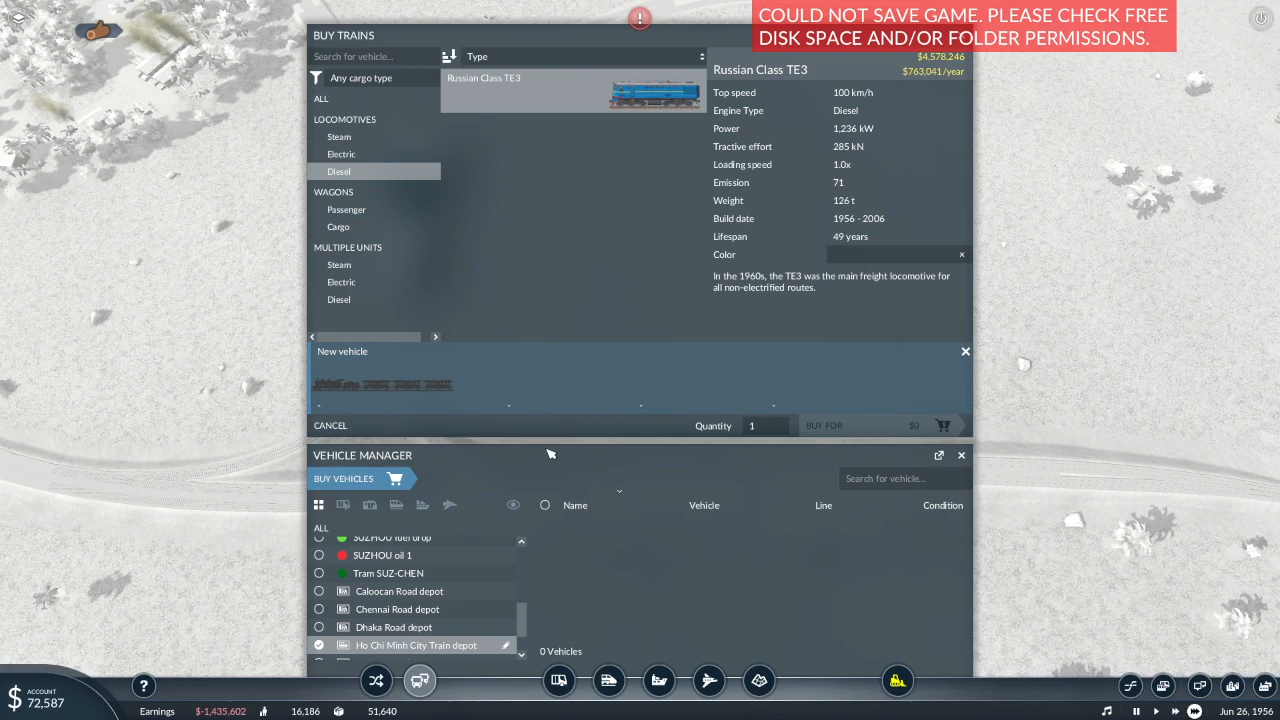 COULD NOT SAVE GAME. PLEASE CHECK FREE
DISK SPACE AND/OR FOLDER PERMISSIONS.
BUY TRAINS
Search for vehicle...
Type
Any cargo type
ALL
LOCOMOTIVES
Steam
Electric
Diesel
WAGONS
Passenger
Cargo
MULTIPLE UNITS
Steam
Electric
Diesel
Russian Class TE3
Russian Class TE3
$4,578,246
$763,041/year
Top speed 100 km/h
Engine Type Diesel
Power 1,236 kW
Tractive effort 285 kN
Loading speed 1.0x
Emission 71
Weight 126 t
Build date 1956 - 2006
Lifespan 49 years
Color
In the 1960s, the TE3 was the main freight locomotive for
all non-electrified routes.
New vehicle
- - - -
CANCEL
Quantity 1
BUY FOR $0
VEHICLE MANAGER
BUY VEHICLES
Search for vehicle...
Name Vehicle Line Condition
ALL
SUZHOU fuel drop
SUZHOU oil 1
Tram SUZ-CHEN
Caloocan Road depot
Chennai Road depot
Dhaka Road depot
Ho Chi Minh City Train depot
0 Vehicles
$ ACCOUNT
72,587
?
Earnings $-1,435,602 16,186 51,640
Jun 26, 1956